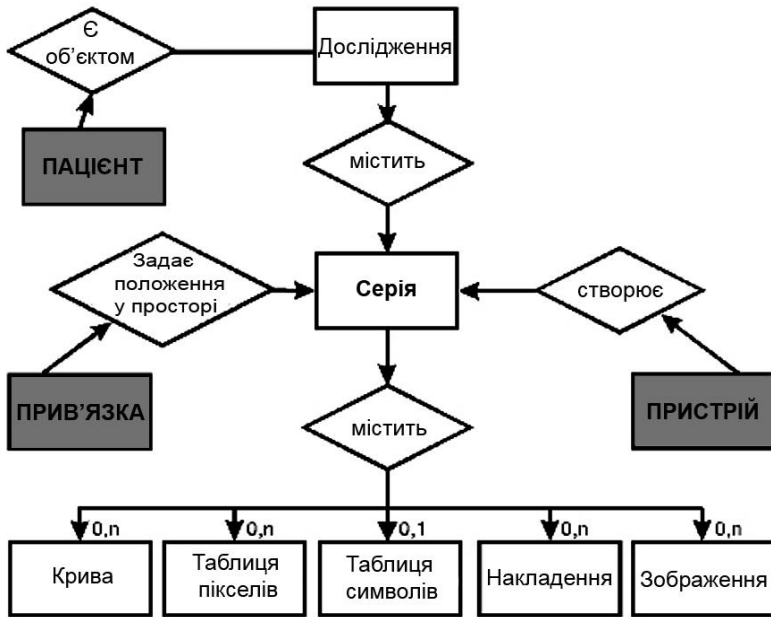 Є
об’єктом
Дослідження
ПАЦІЄНТ
містить
Задає
положення
у просторі
Серія
створює
ПРИВ’ЯЗКА
ПРИСТРІЙ
містить
0,n
0,n
0,1
0,n
0,n
Крива
Таблиця
пікселів
Таблиця
символів
Накладення
Зображення